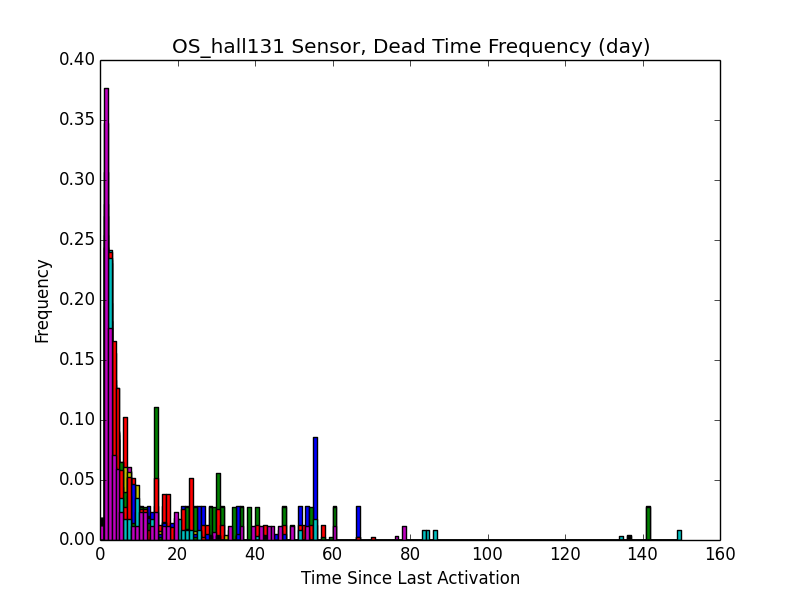 OS_hall131 Sensor, Dead Time Frequency (day)
0.40
0.35
0.30
0.25
0.20
0.15
0.10
0.05
0.00
Frequency
0 20 40 60 80 100 120 140 160
Time Since Last Activation